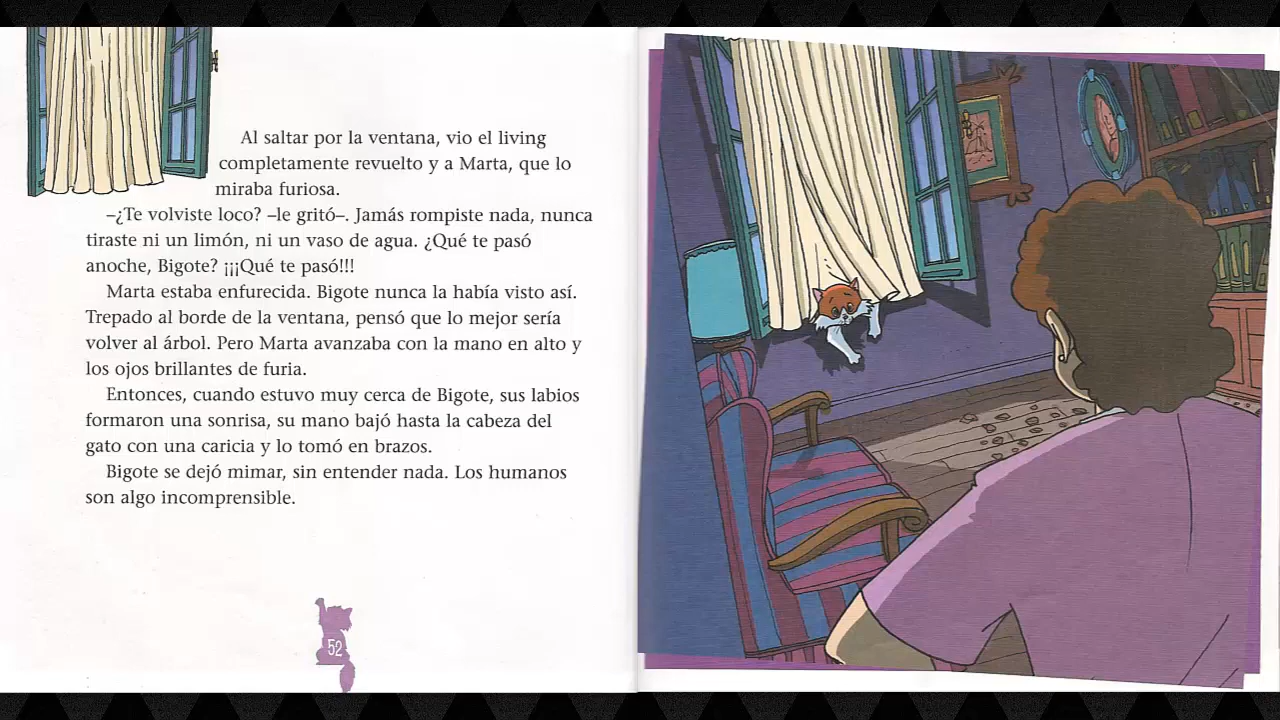 Al saltar por la ventana, vio el living
completamente revuelto y a Marta, que lo
miraba furiosa.
–¿Te volviste loco? –le gritó–. Jamás rompiste nada, nunca
tiraste ni un limón, ni un vaso de agua. ¿Qué te pasó
anoche, Bigote? ¡¡¡Qué te pasó!!!
Marta estaba enfurecida. Bigote nunca la había visto así.
Trepado al borde de la ventana, pensó que lo mejor sería
volver al árbol. Pero Marta avanzaba con la mano en alto y
los ojos brillantes de furia.
Entonces, cuando estuvo muy cerca de Bigote, sus labios
formaron una sonrisa, su mano bajó hasta la cabeza del
gato con una caricia y lo tomó en brazos.
Bigote se dejó mimar, sin entender nada. Los humanos
son algo incomprensible.
52